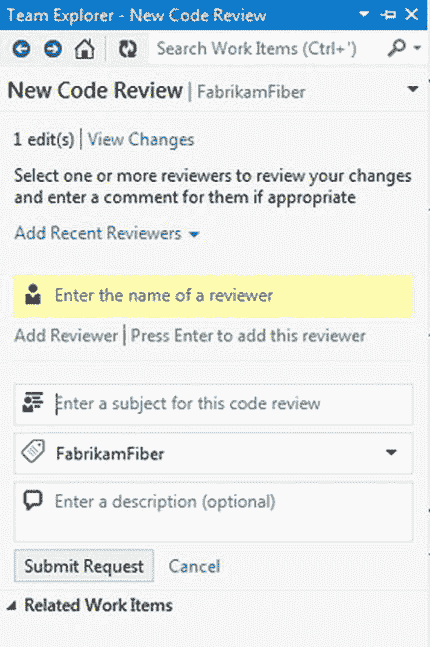 Team Explorer - New Code Review
Search Work Items (Ctrl+')
New Code Review | FabrikamFiber
1 edit(s) | View Changes
Select one or more reviewers to review your changes
and enter a comment for them if appropriate
Add Recent Reviewers
Enter the name of a reviewer
Add Reviewer | Press Enter to add this reviewer
Enter a subject for this code review
FabrikamFiber
Enter a description (optional)
Submit Request Cancel
Related Work Items